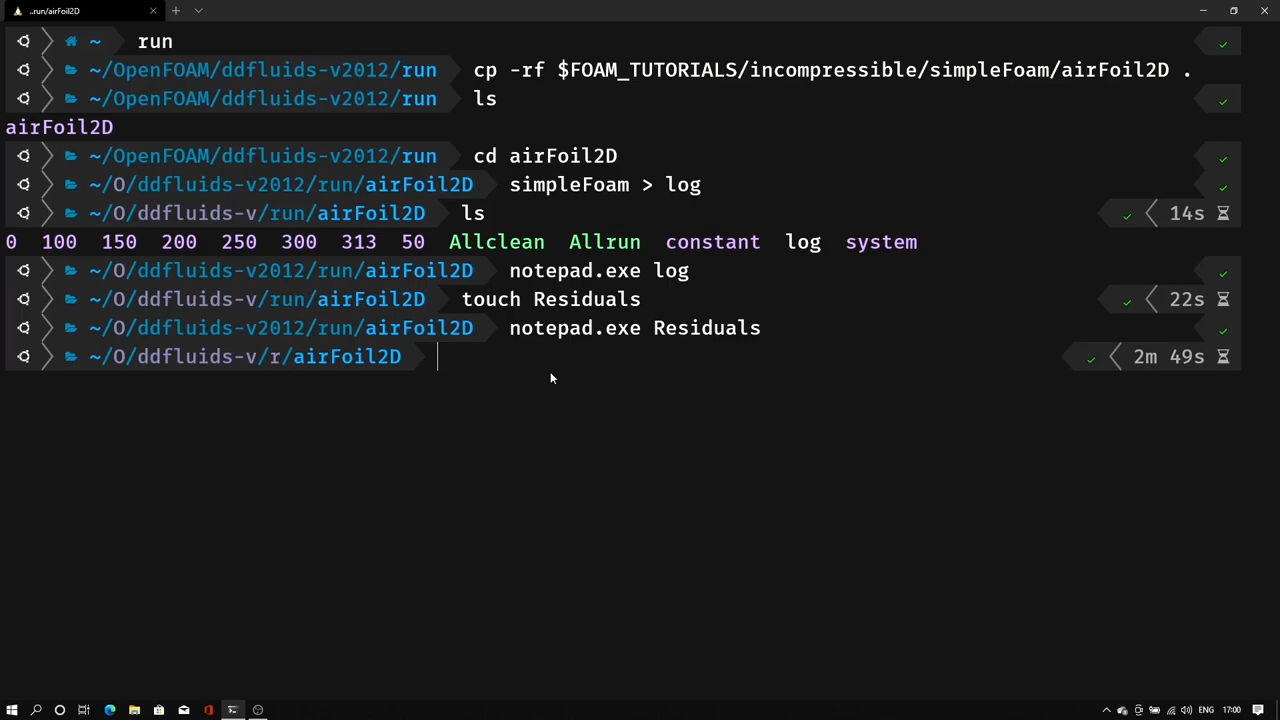 ..run/airFoil2D
~ run
~/OpenFOAM/ddfluids-v2012/run cp -rf $FOAM_TUTORIALS/incompressible/simpleFoam/airFoil2D .
~/OpenFOAM/ddfluids-v2012/run ls
airFoil2D
~/OpenFOAM/ddfluids-v2012/run cd airFoil2D
~/O/ddfluids-v2012/run/airFoil2D simpleFoam > log
~/O/ddfluids-v/run/airFoil2D ls 14s
0 100 150 200 250 300 313 50 Allclean Allrun constant log system
~/O/ddfluids-v2012/run/airFoil2D notepad.exe log
~/O/ddfluids-v/run/airFoil2D touch Residuals 22s
~/O/ddfluids-v2012/run/airFoil2D notepad.exe Residuals
~/O/ddfluids-v/r/airFoil2D 2m 49s
ENG 17:00